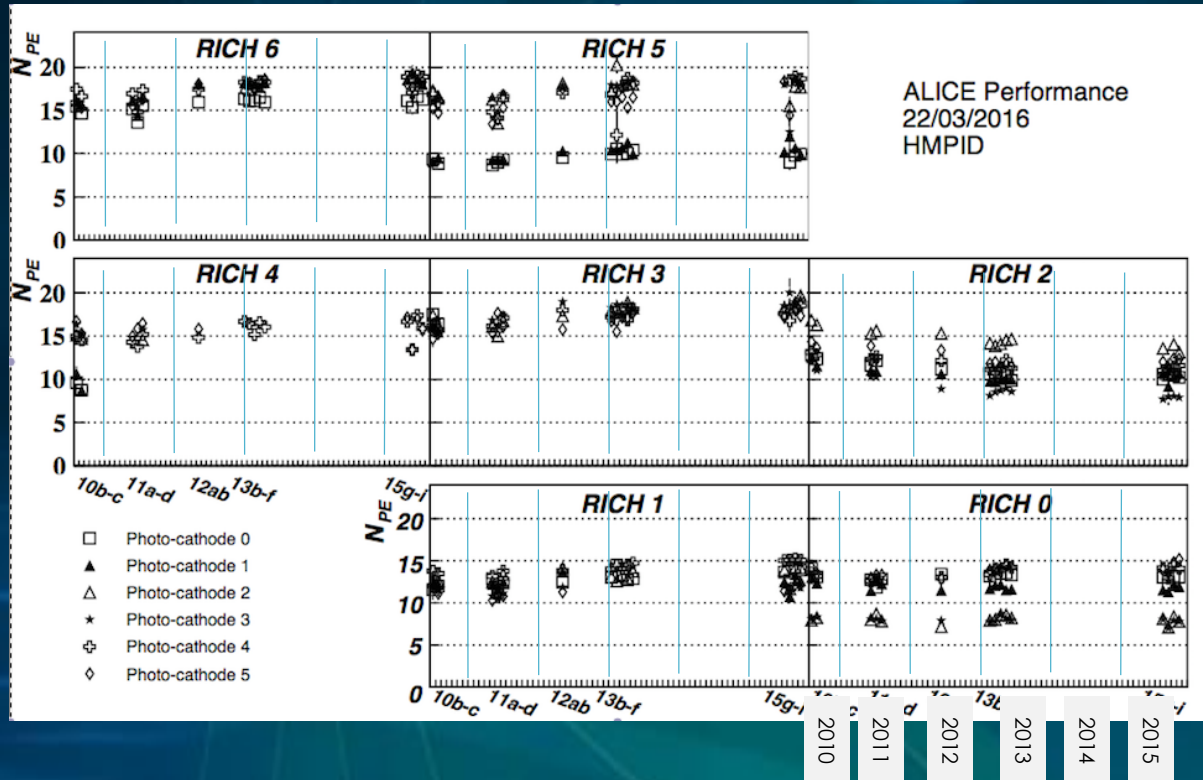 N PE
20
15
10
5
0
RICH 6
RICH 5
ALICE Performance
22/03/2016
HMPID
N PE
20
15
10
5
0
RICH 4
RICH 3
RICH 2
10b-c 11a-d 12ab 13b-f 15g-i
Photo-cathode 0
Photo-cathode 1
Photo-cathode 2
Photo-cathode 3
Photo-cathode 4
Photo-cathode 5
N PE
20
15
10
5
0
RICH 1
RICH 0
10b-c 11a-d 12ab 13b-f
2010
2011
2012
2013
2014
2015